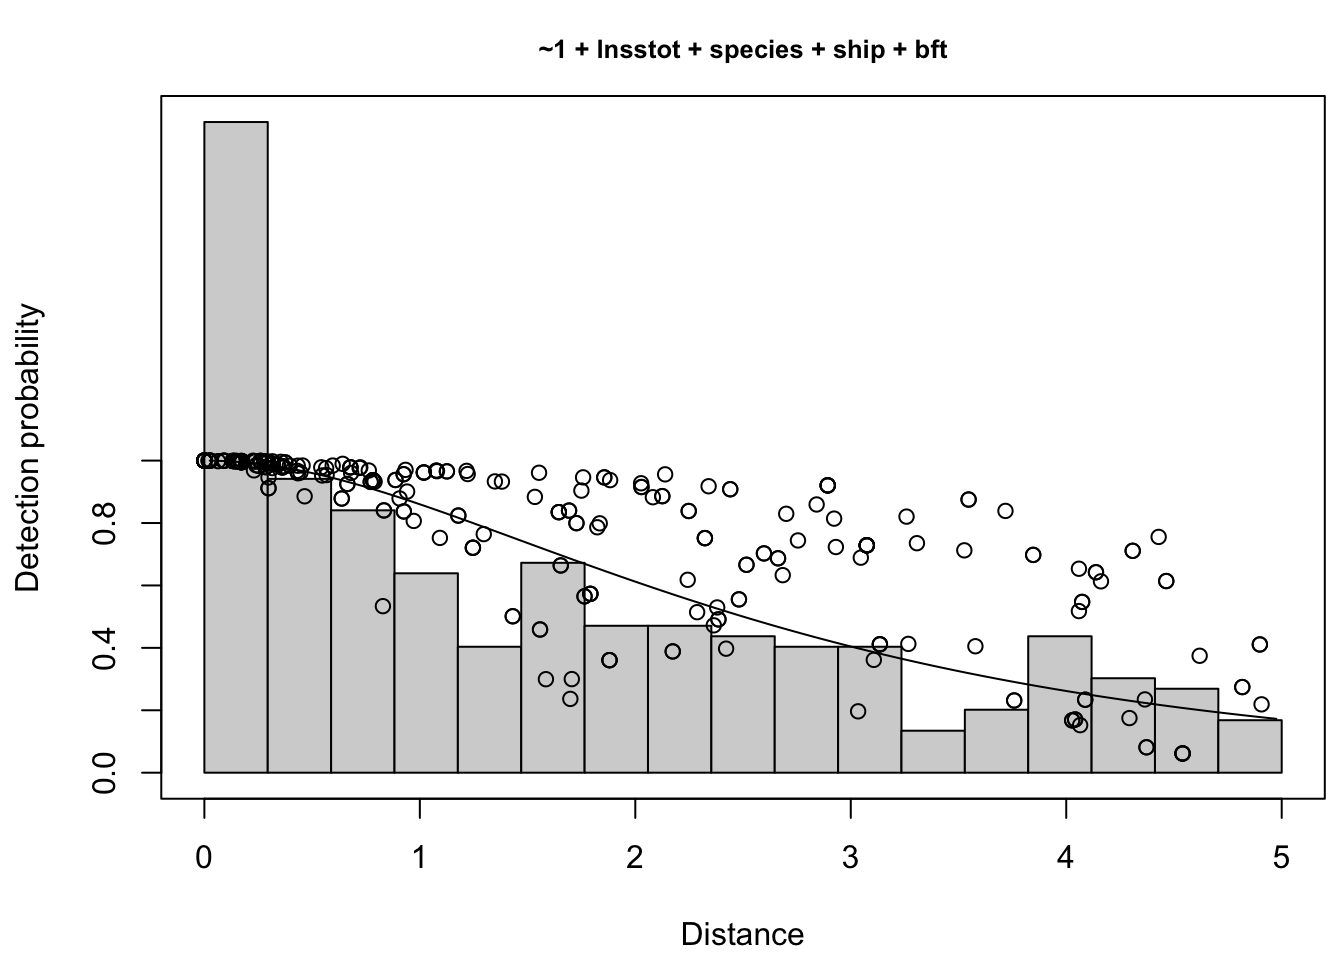 ~1 + lnsstot + species + ship + bft
Detection probability
0.8
0.4
0.0
0 1 2 3 4 5
Distance